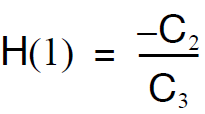 H(1) = –C₂
C₃